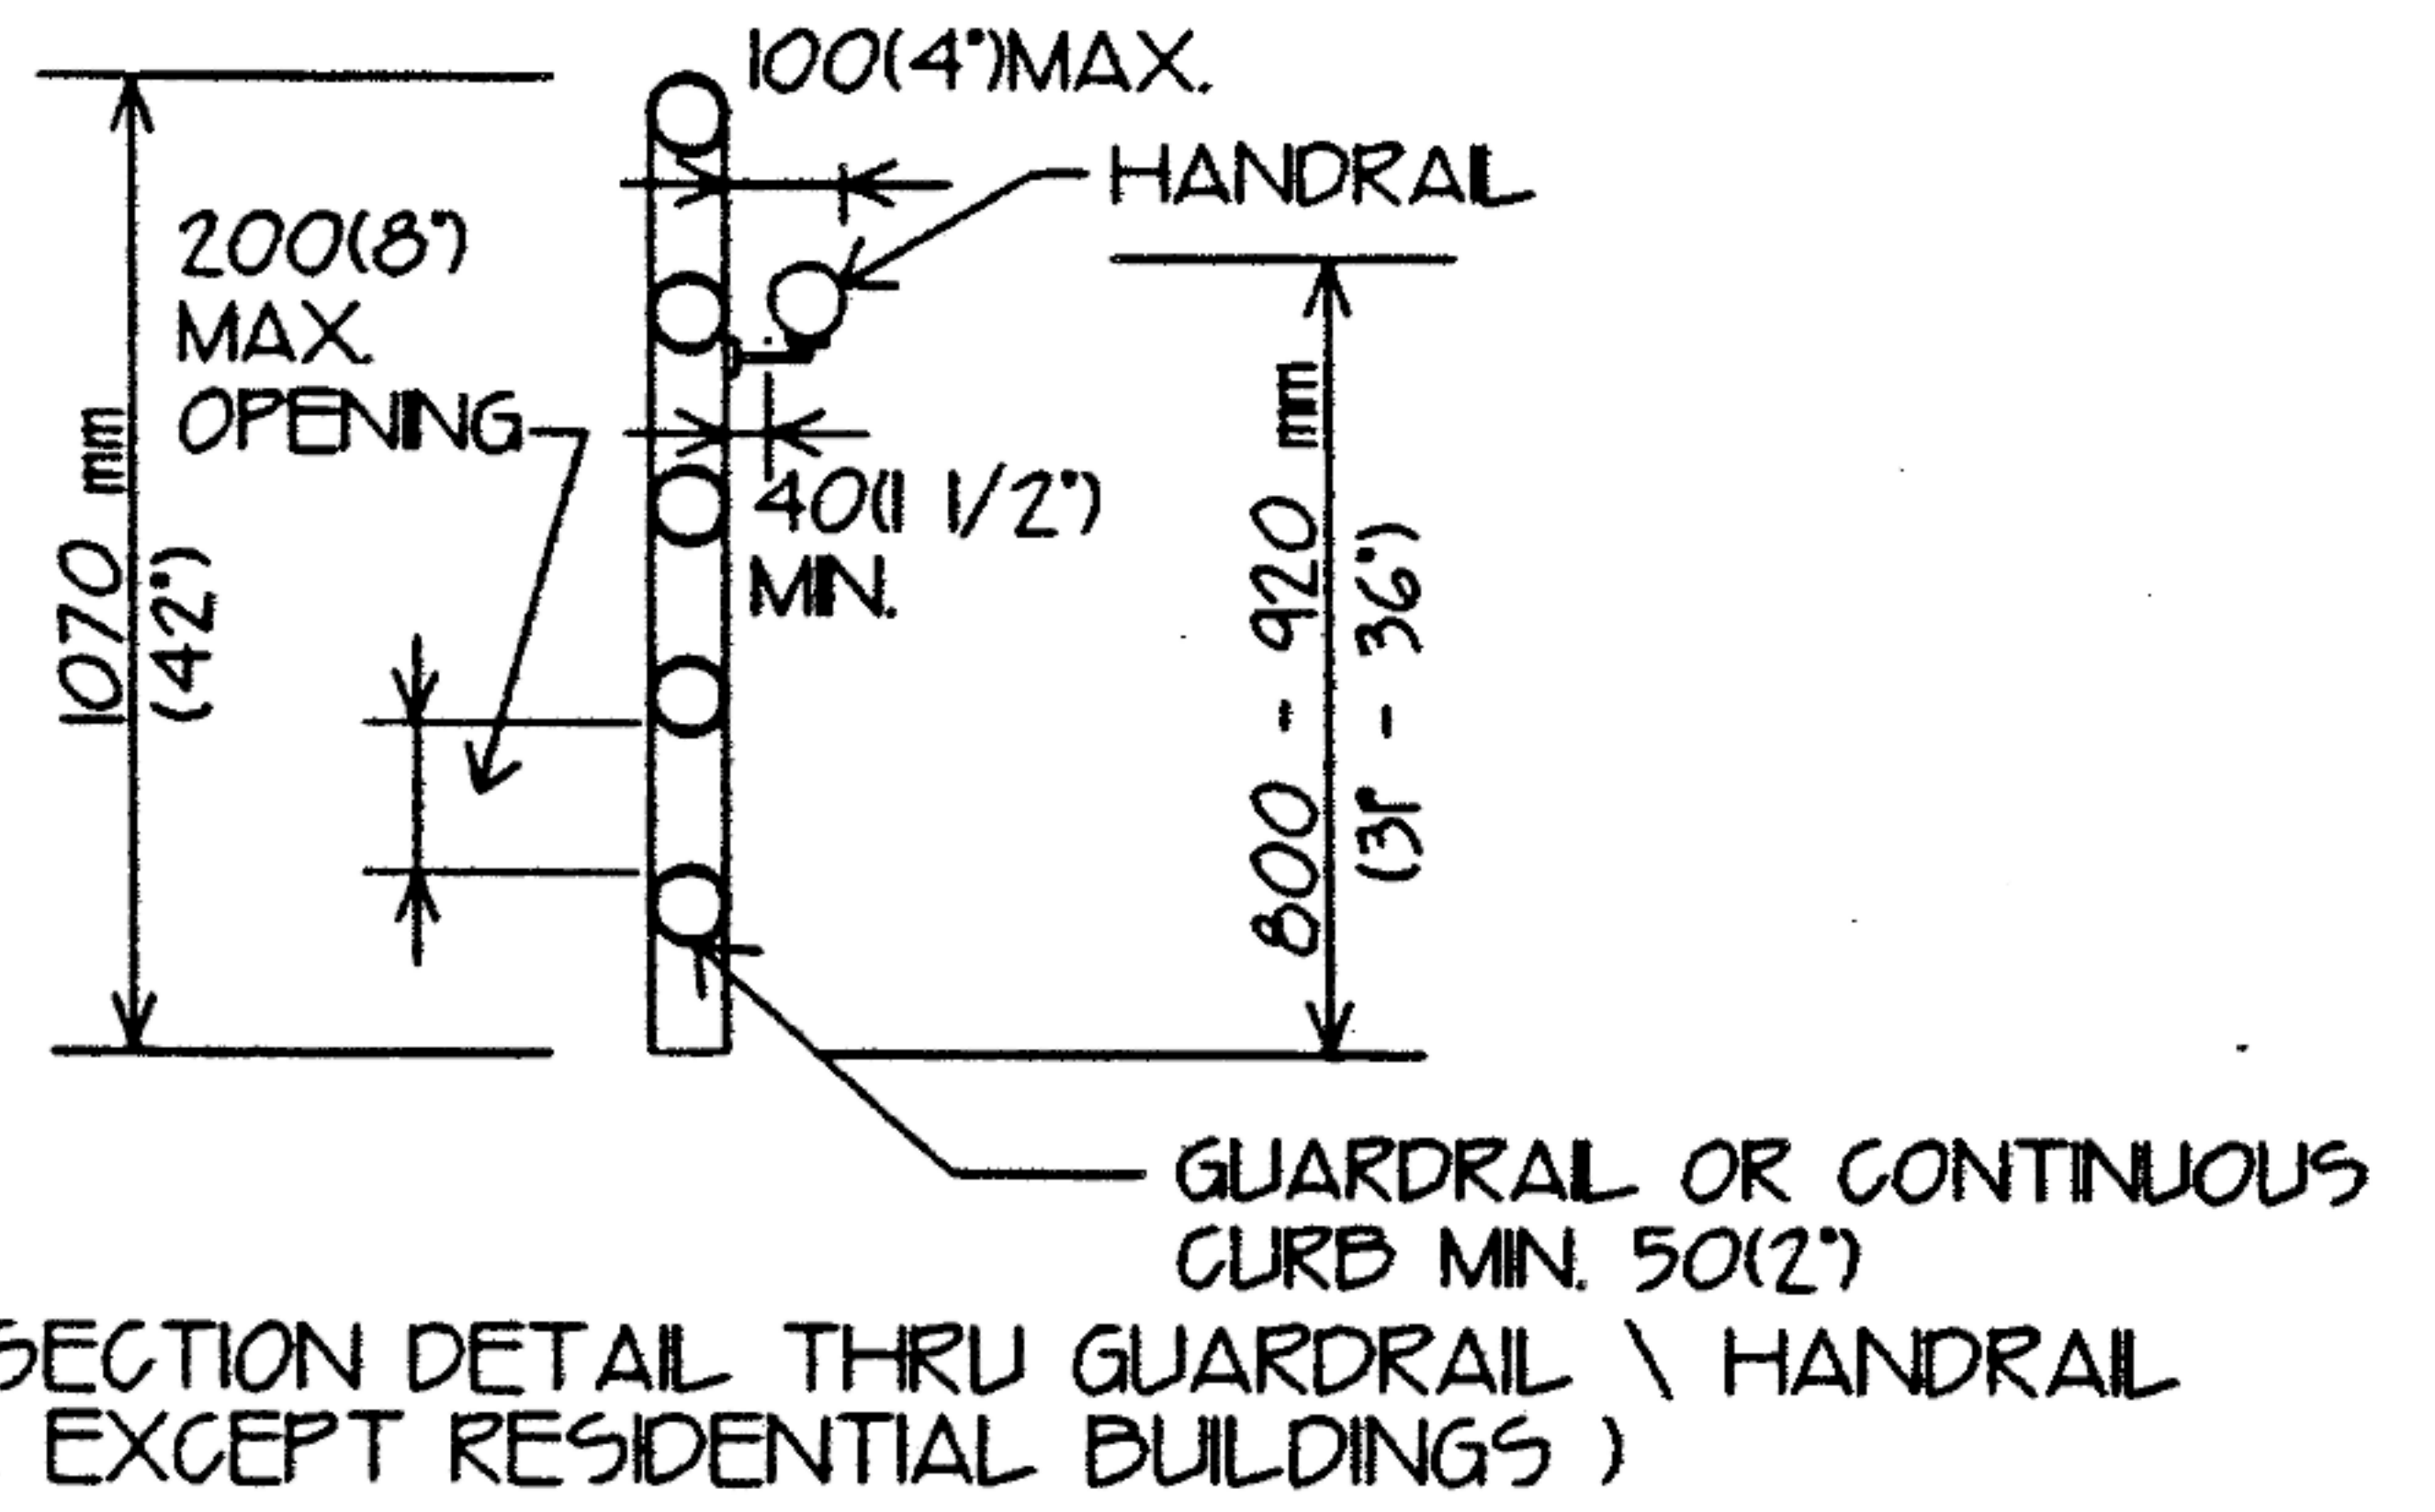 100(4")MAX.
HANDRAIL
200(8")
MAX.
OPENING
1070 mm
(42")
40(1 1/2")
MIN.
800 - 920 mm
(31" - 36")
GUARDRAIL OR CONTINUOUS
CURB MIN. 50(2")
SECTION DETAIL THRU GUARDRAIL \ HANDRAIL
EXCEPT RESIDENTIAL BUILDINGS )